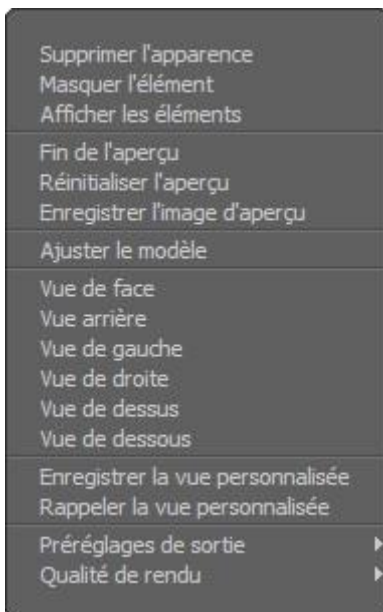 Supprimer l'apparence
Masquer l'élément
Afficher les éléments
Fin de l'aperçu
Réinitialiser l'aperçu
Enregistrer l'image d'aperçu
Ajuster le modèle
Vue de face
Vue arrière
Vue de gauche
Vue de droite
Vue de dessus
Vue de dessous
Enregistrer la vue personnalisée
Rappeler la vue personnalisée
Préréglages de sortie
Qualité de rendu